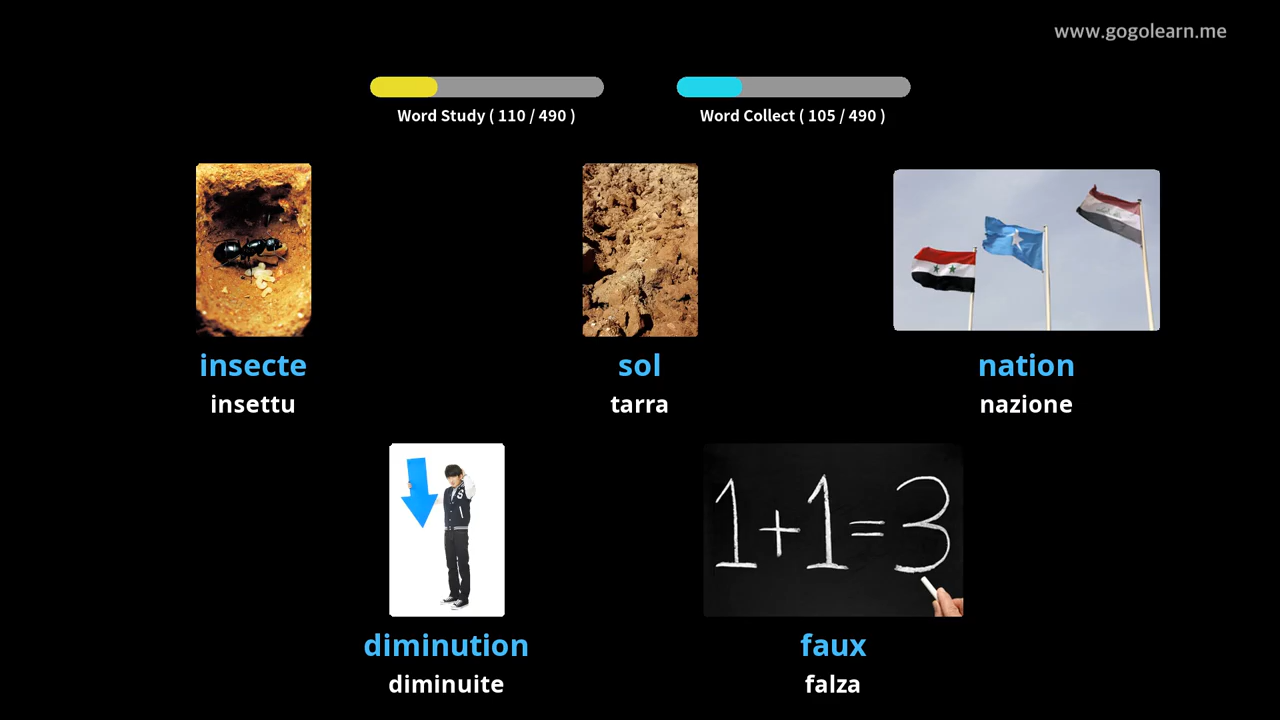 www.gogolearn.me
Word Study ( 110 / 490 )
Word Collect ( 105 / 490 )
insecte
insettu
sol
tarra
nation
nazione
1+1=3
diminution
diminuite
faux
falza